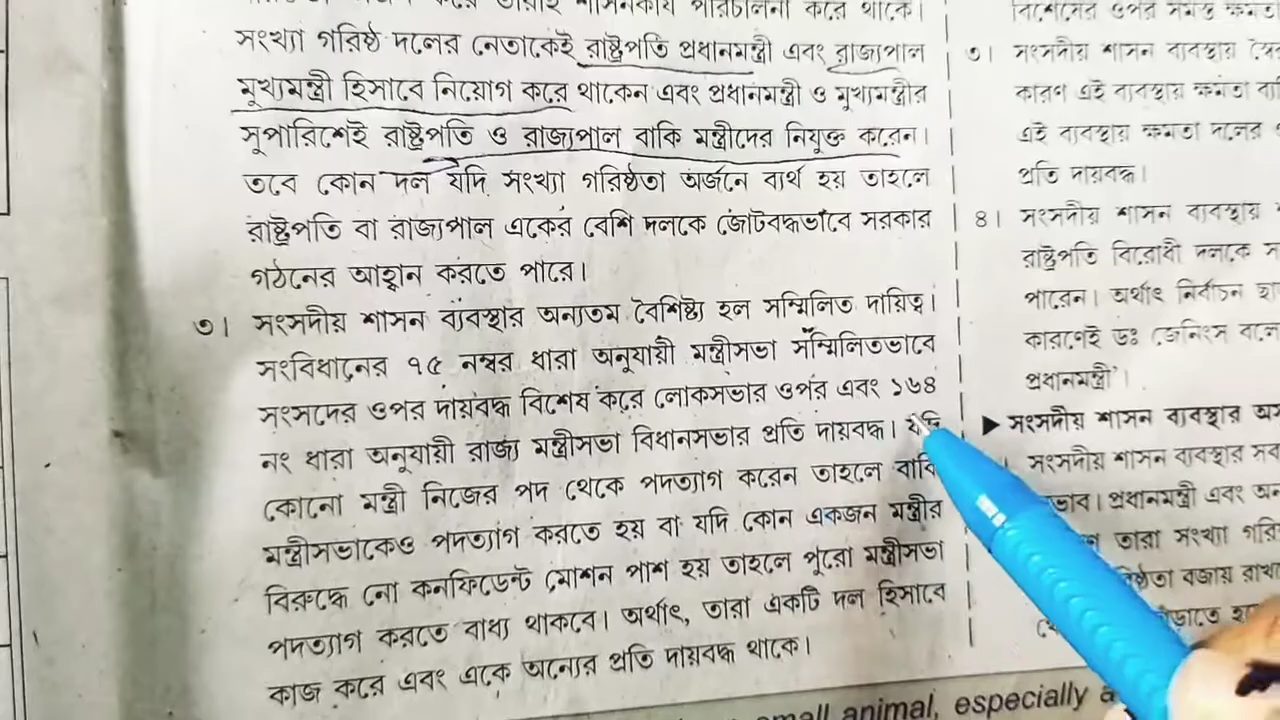 সংখ্যা গরিষ্ঠ দলের নেতাকেই রাষ্ট্রপতি প্রধানমন্ত্রী এবং রাজ্যপাল
মুখ্যমন্ত্রী হিসাবে নিয়োগ করে থাকেন এবং প্রধানমন্ত্রী ও মুখ্যমন্ত্রীর
সুপারিশেই রাষ্ট্রপতি ও রাজ্যপাল বাকি মন্ত্রীদের নিযুক্ত করেন।
তবে কোন দল যদি সংখ্যা গরিষ্ঠতা অর্জনে ব্যর্থ হয় তাহলে
রাষ্ট্রপতি বা রাজ্যপাল একের বেশি দলকে জোটবদ্ধভাবে সরকার
গঠনের আহ্বান করতে পারে।
৩। সংসদীয় শাসন ব্যবস্থার অন্যতম বৈশিষ্ট্য হল সম্মিলিত দায়িত্ব।
সংবিধানের ৭৫ নম্বর ধারা অনুযায়ী মন্ত্রীসভা সম্মিলিতভাবে
সংসদের ওপর দায়বদ্ধ বিশেষ করে লোকসভার ওপর এবং ১৬৪
নং ধারা অনুযায়ী রাজ্য মন্ত্রীসভা বিধানসভার প্রতি দায়বদ্ধ। যদি
কোনো মন্ত্রী নিজের পদ থেকে পদত্যাগ করেন তাহলে বাকি
মন্ত্রীসভাকেও পদত্যাগ করতে হয় বা যদি কোন একজন মন্ত্রীর
বিরুদ্ধে নো কনফিডেন্ট মোশন পাশ হয় তাহলে পুরো মন্ত্রীসভা
পদত্যাগ করতে বাধ্য থাকবে। অর্থাৎ, তারা একটি দল হিসাবে
কাজ করে এবং একে অন্যের প্রতি দায়বদ্ধ থাকে।
৩। সংসদীয় শাসন ব্যবস্থায়
কারণ এই ব্যবস্থায় ক্ষমতা
এই ব্যবস্থায় ক্ষমতা দলের
প্রতি দায়বদ্ধ।
৪। সংসদীয় শাসন ব্যবস্থায়
রাষ্ট্রপতি বিরোধী দলকে
পারেন। অর্থাৎ নির্বাচন
কারণেই ডঃ জেনিংস
প্রধানমন্ত্রী'।
▶ সংসদীয় শাসন ব্যবস্থার
সংসদীয় শাসন ব্যবস্থার
প্রধানমন্ত্রী এবং
তারা সংখ্যা
বজায়
small animal, especially